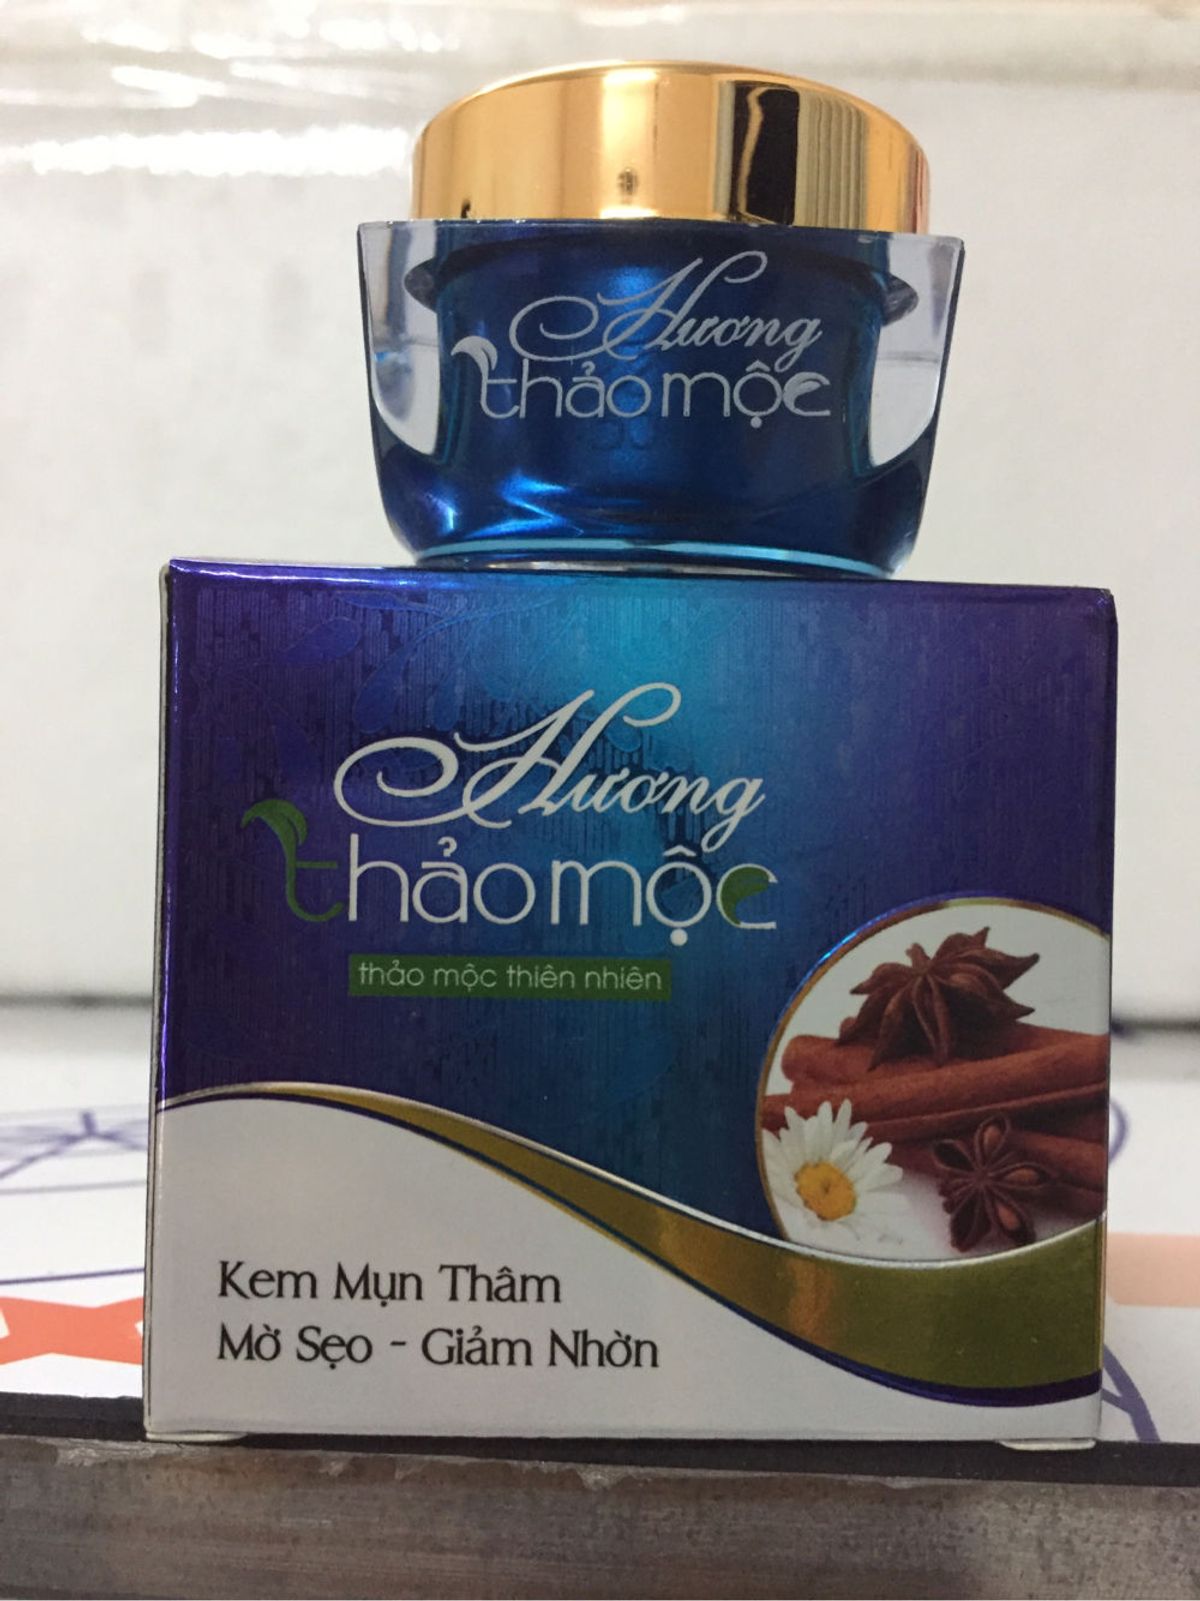 Hương
thảo mộc
Hương
thảo mộc
thảo mộc thiên nhiên
Kem Mụn Thâm
Mờ Sẹo - Giảm Nhờn